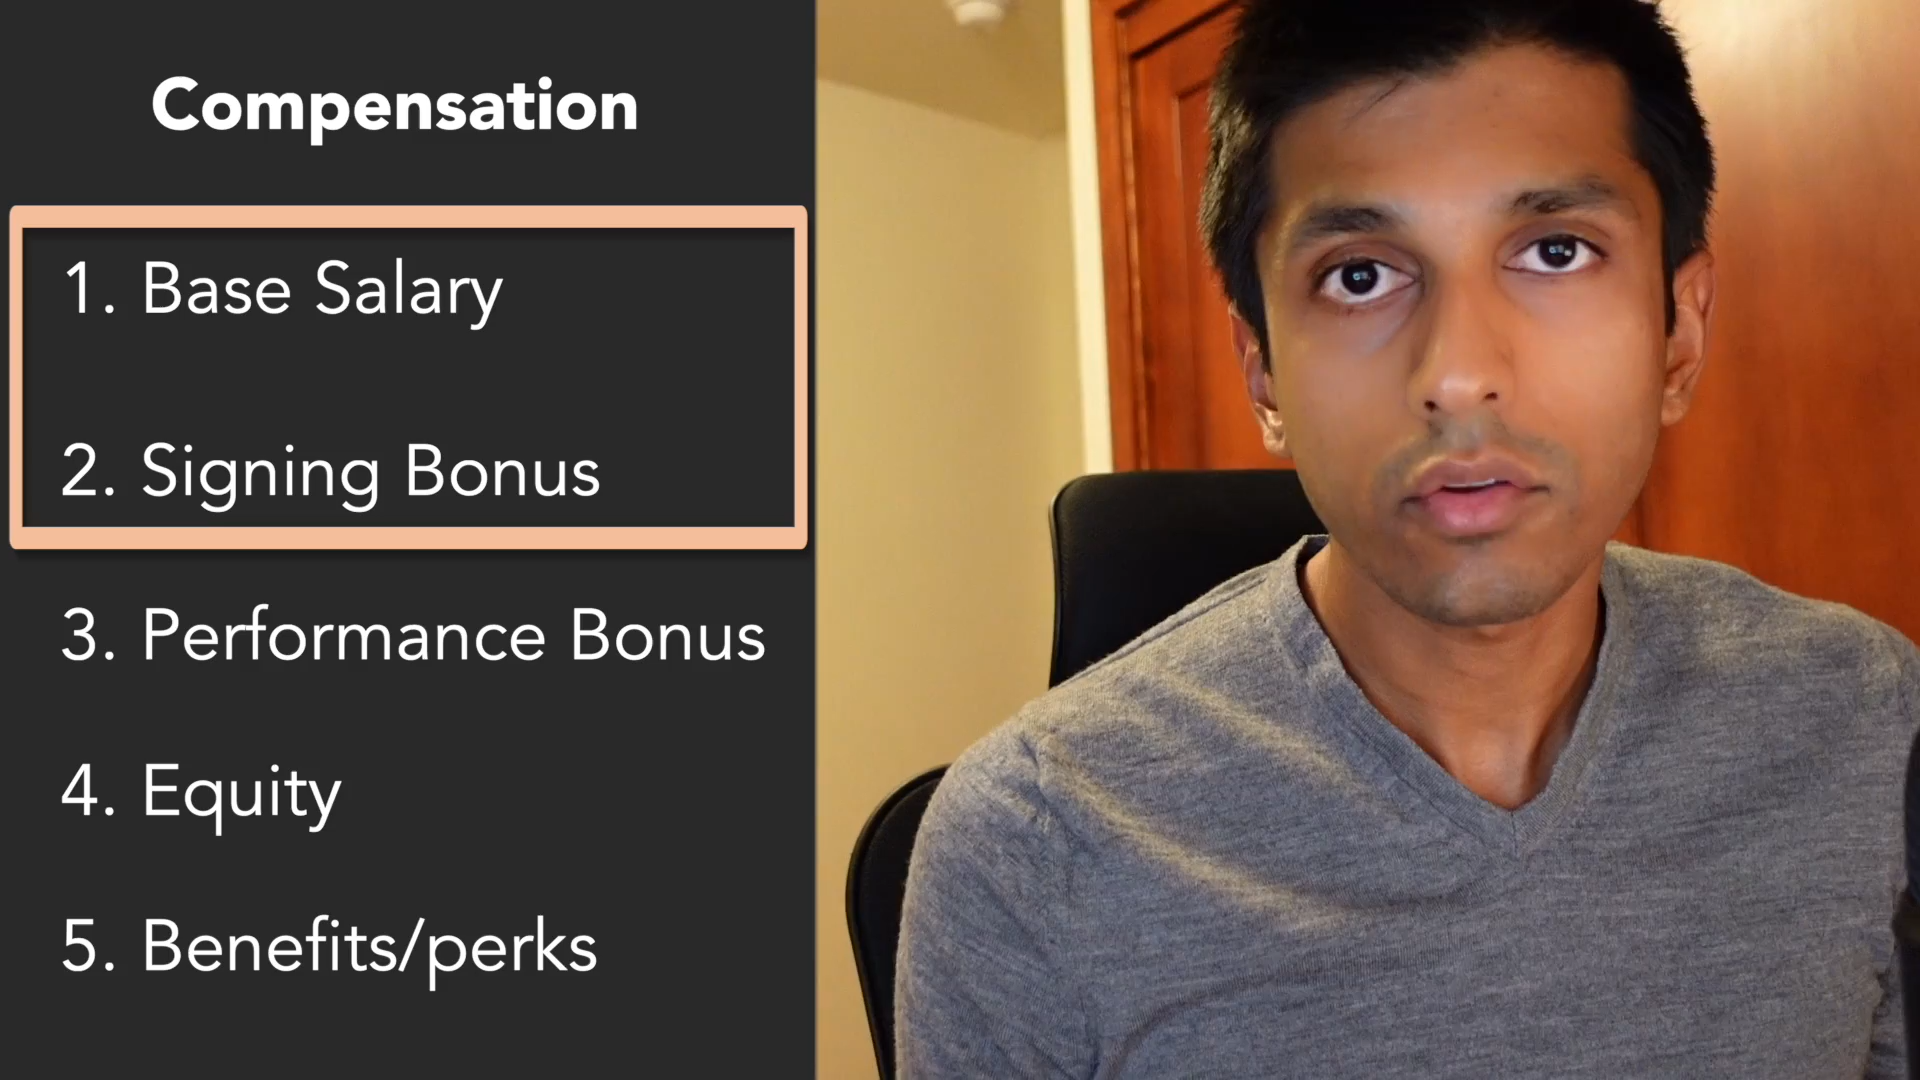 Compensation
1. Base Salary
2. Signing Bonus
3. Performance Bonus
4. Equity
5. Benefits/perks